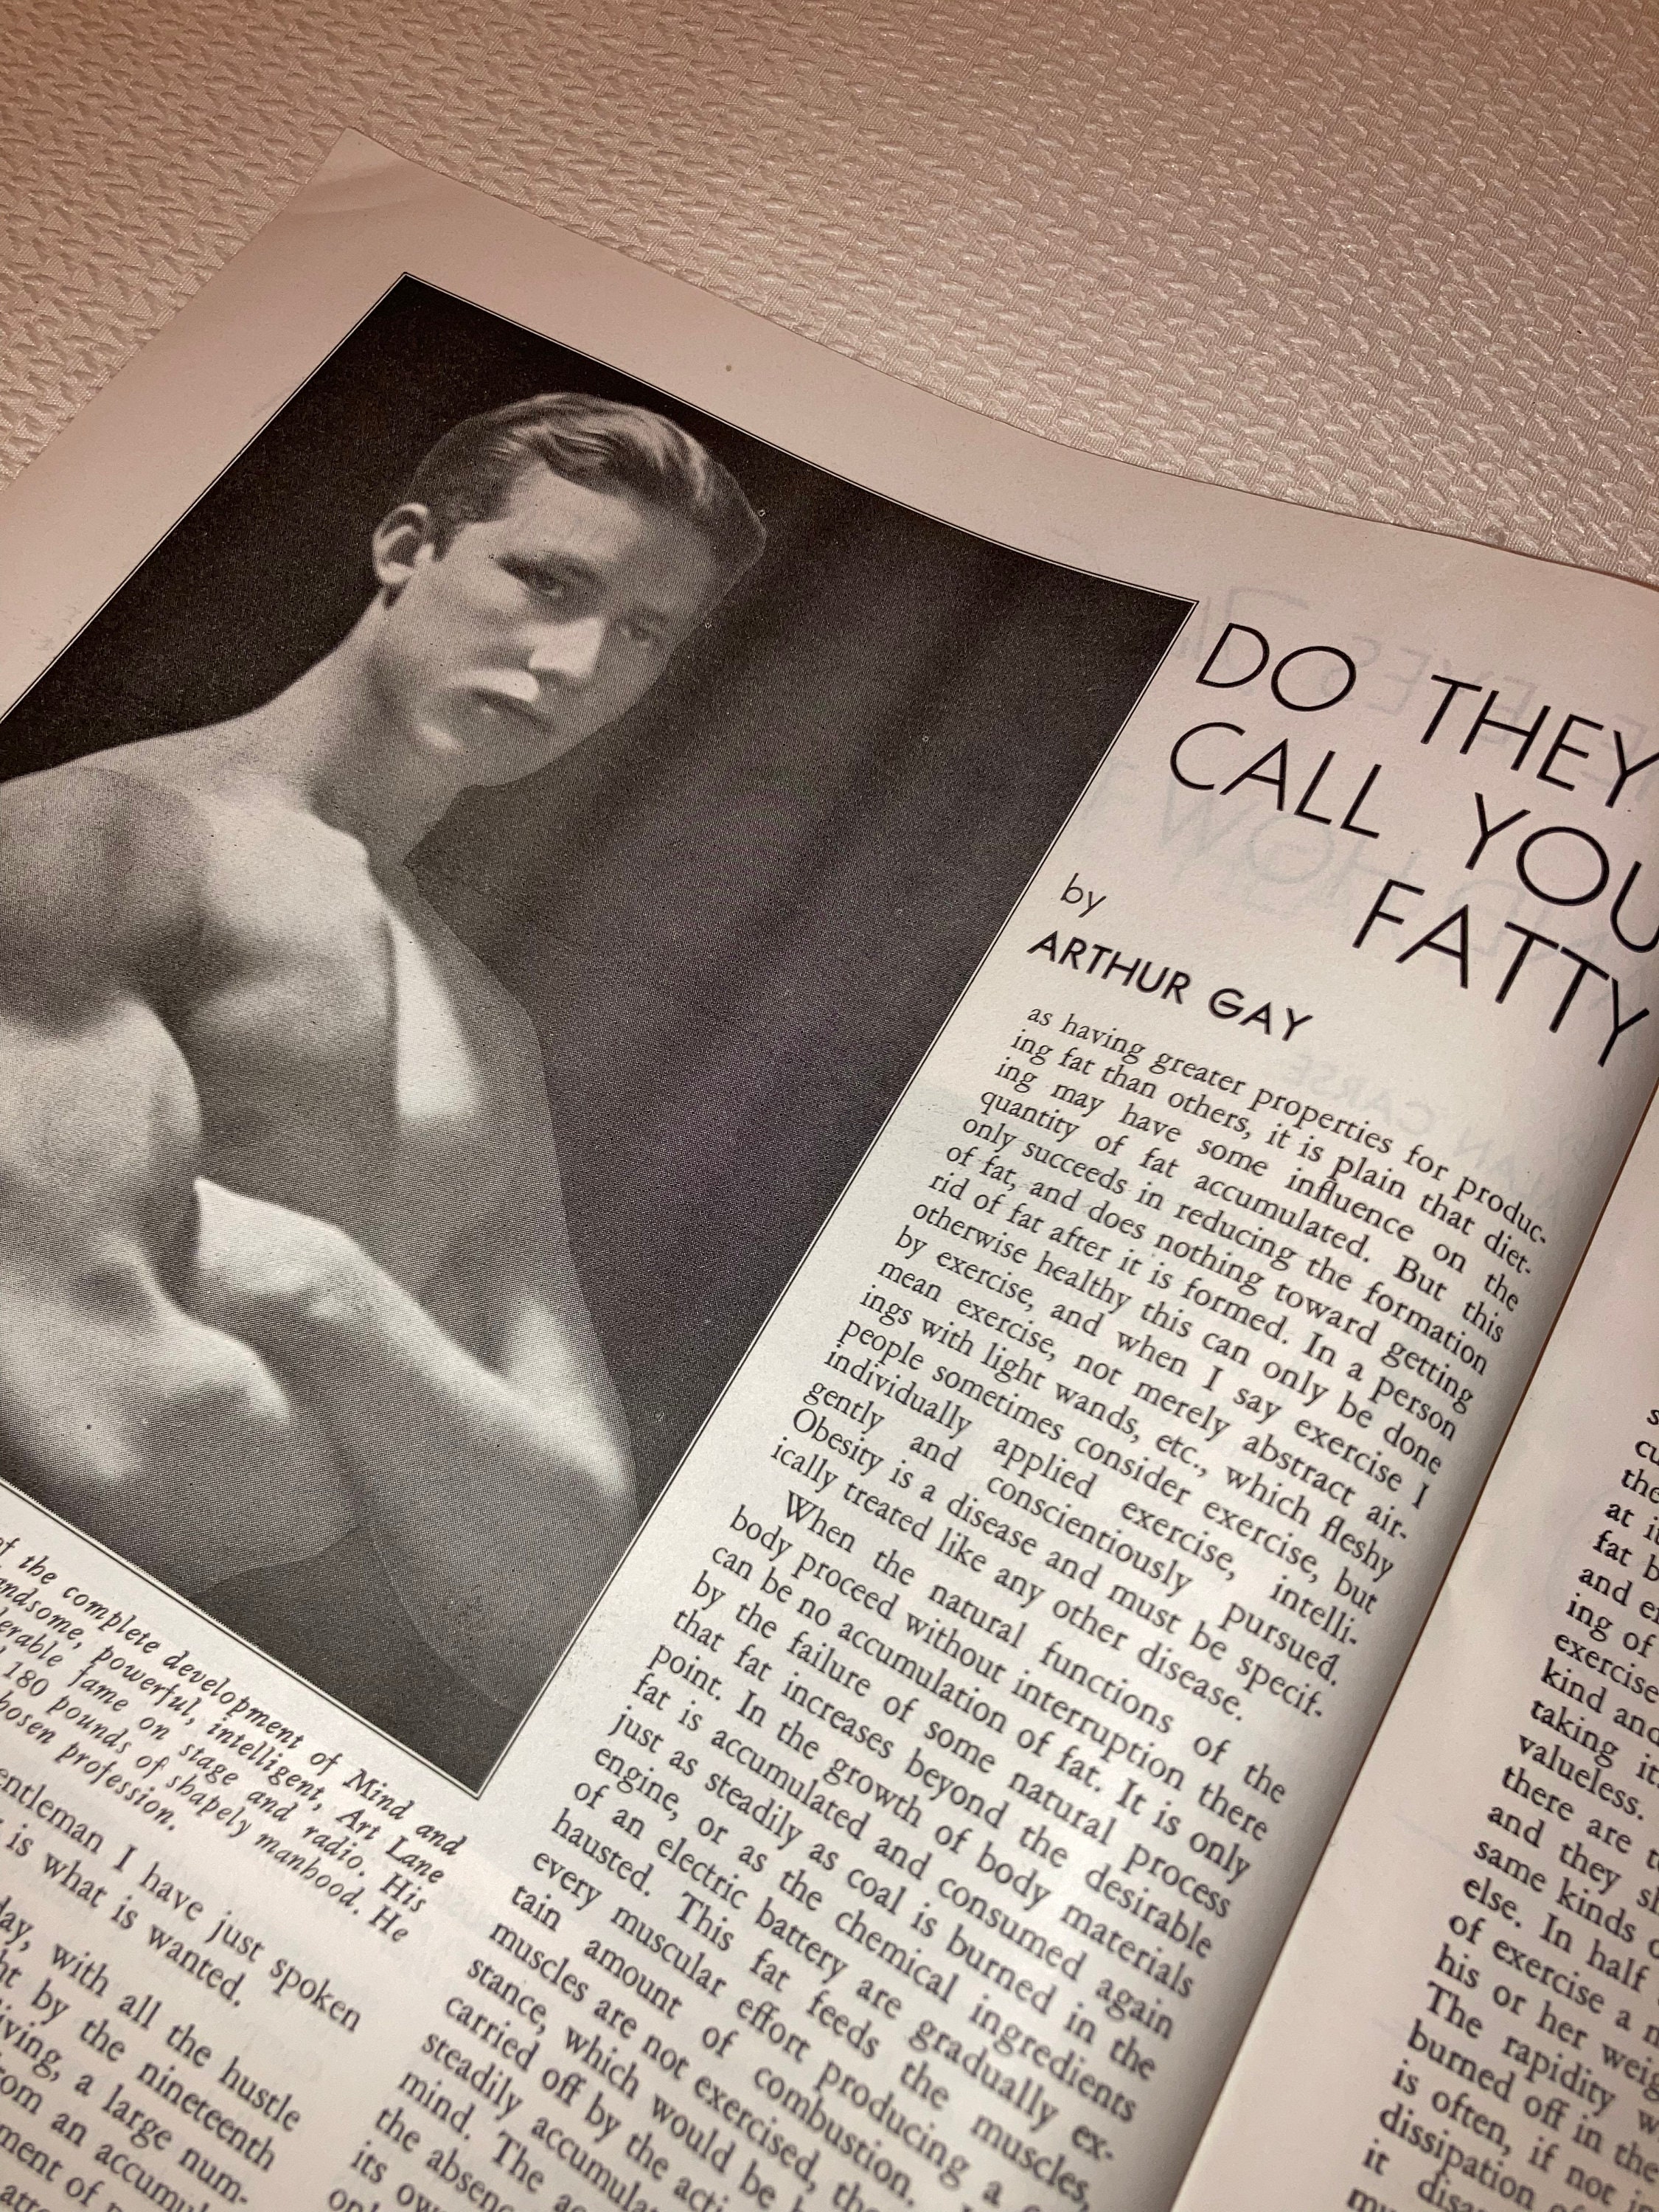 DO THEY
CALL YOU
FATTY
by
ARTHUR GAY
of the complete development of Mind and
handsome, powerful, intelligent, Art Lane
fame on stage and radio. His
180 pounds of shapely manhood. He
chosen profession.
gentleman I have just spoken
is what is wanted.
day, with all the hustle
by the nineteenth
living, a large num-
from an
as having greater properties for produc-
ing fat than others, it is plain that diet-
ing may have some influence on the
quantity of fat accumulated. But this
only succeeds in reducing the formation
of fat, and does nothing toward getting
rid of fat after it is formed. In a person
otherwise healthy this can only be done
by exercise, and when I say exercise I
mean exercise, not merely abstract air-
ings with light wands, etc., which fleshy
people sometimes consider exercise, but
individually applied exercise, intelli-
gently and conscientiously pursued.
Obesity is a disease and must be specif-
ically treated like any other disease.
When the natural functions of the
body proceed without interruption there
can be no accumulation of fat. It is only
by the failure of some natural process
that fat increases beyond the desirable
point. In the growth of body materials
fat is accumulated and consumed again
just as steadily as coal is burned in the
engine, or as the chemical ingredients
of an electric battery are gradually ex-
hausted. This fat feeds the muscles,
every muscular effort producing a
tain amount of combustion.
muscles are not exercised,
stance, which would be
carried off by the
steadily
mind. The
the
its own
at
fat
and
ing of
exercise
kind and
taking
valueless.
there are
and they
same kinds
else. In half
of exercise a
his or her
The rapidity
burned off in the
is often, if not
dissipation
it